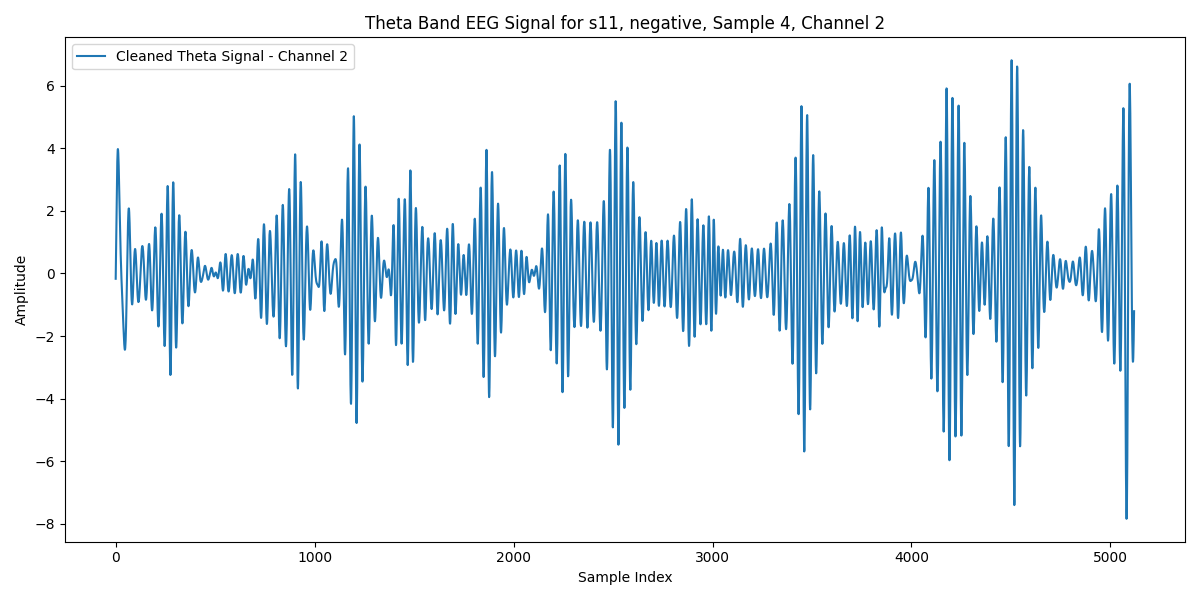 Theta Band EEG Signal for s11, negative, Sample 4, Channel 2
Cleaned Theta Signal - Channel 2
Amplitude
6
4
2
0
−2
−4
−6
−8
0 1000 2000 3000 4000 5000
Sample Index